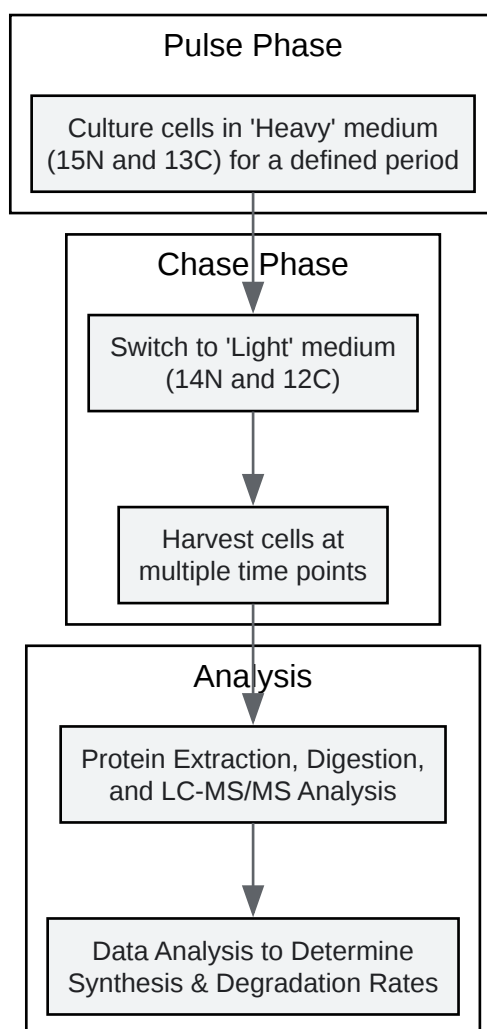 Pulse Phase
Culture cells in 'Heavy' medium
(15N and 13C) for a defined period
Chase Phase
Switch to 'Light' medium
(14N and 12C)
Harvest cells at
multiple time points
Analysis
Protein Extraction, Digestion,
and LC-MS/MS Analysis
Data Analysis to Determine
Synthesis & Degradation Rates